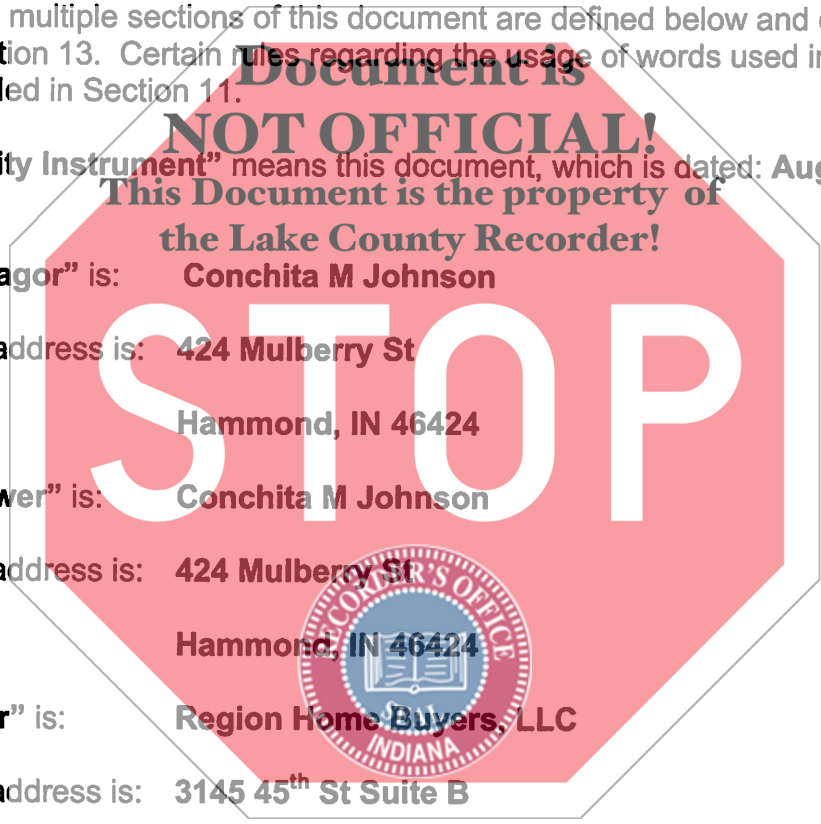 multiple sections of this document are defined below and
tion 13. Certain rules regarding the usage of words used in
Document is
led in Section 11.
NOT OFFICIAL!
ity Instrument” means this document, which is dated: Aug
This Document is the property of
the Lake County Recorder!
agor” is: Conchita M Johnson
address is: 424 Mulberry St
STOP
Hammond, IN 46424
wer” is: Conchita M Johnson
address is: 424 Mulberry St
RECORDER'S OFFICE
Hammond, IN 46424
SEAL
r” is: Region Home Buyers, LLC
INDIANA
address is: 3145 45th St Suite B